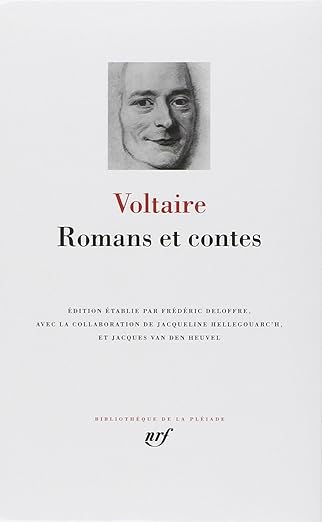 Voltaire
Romans et contes
ÉDITION ÉTABLIE PAR FRÉDÉRIC DELOFFRE,
AVEC LA COLLABORATION DE JACQUELINE HELLEGOUARC'H,
ET JACQUES VAN DEN HEUVEL
BIBLIOTHÈQUE DE LA PLÉIADE
nrf